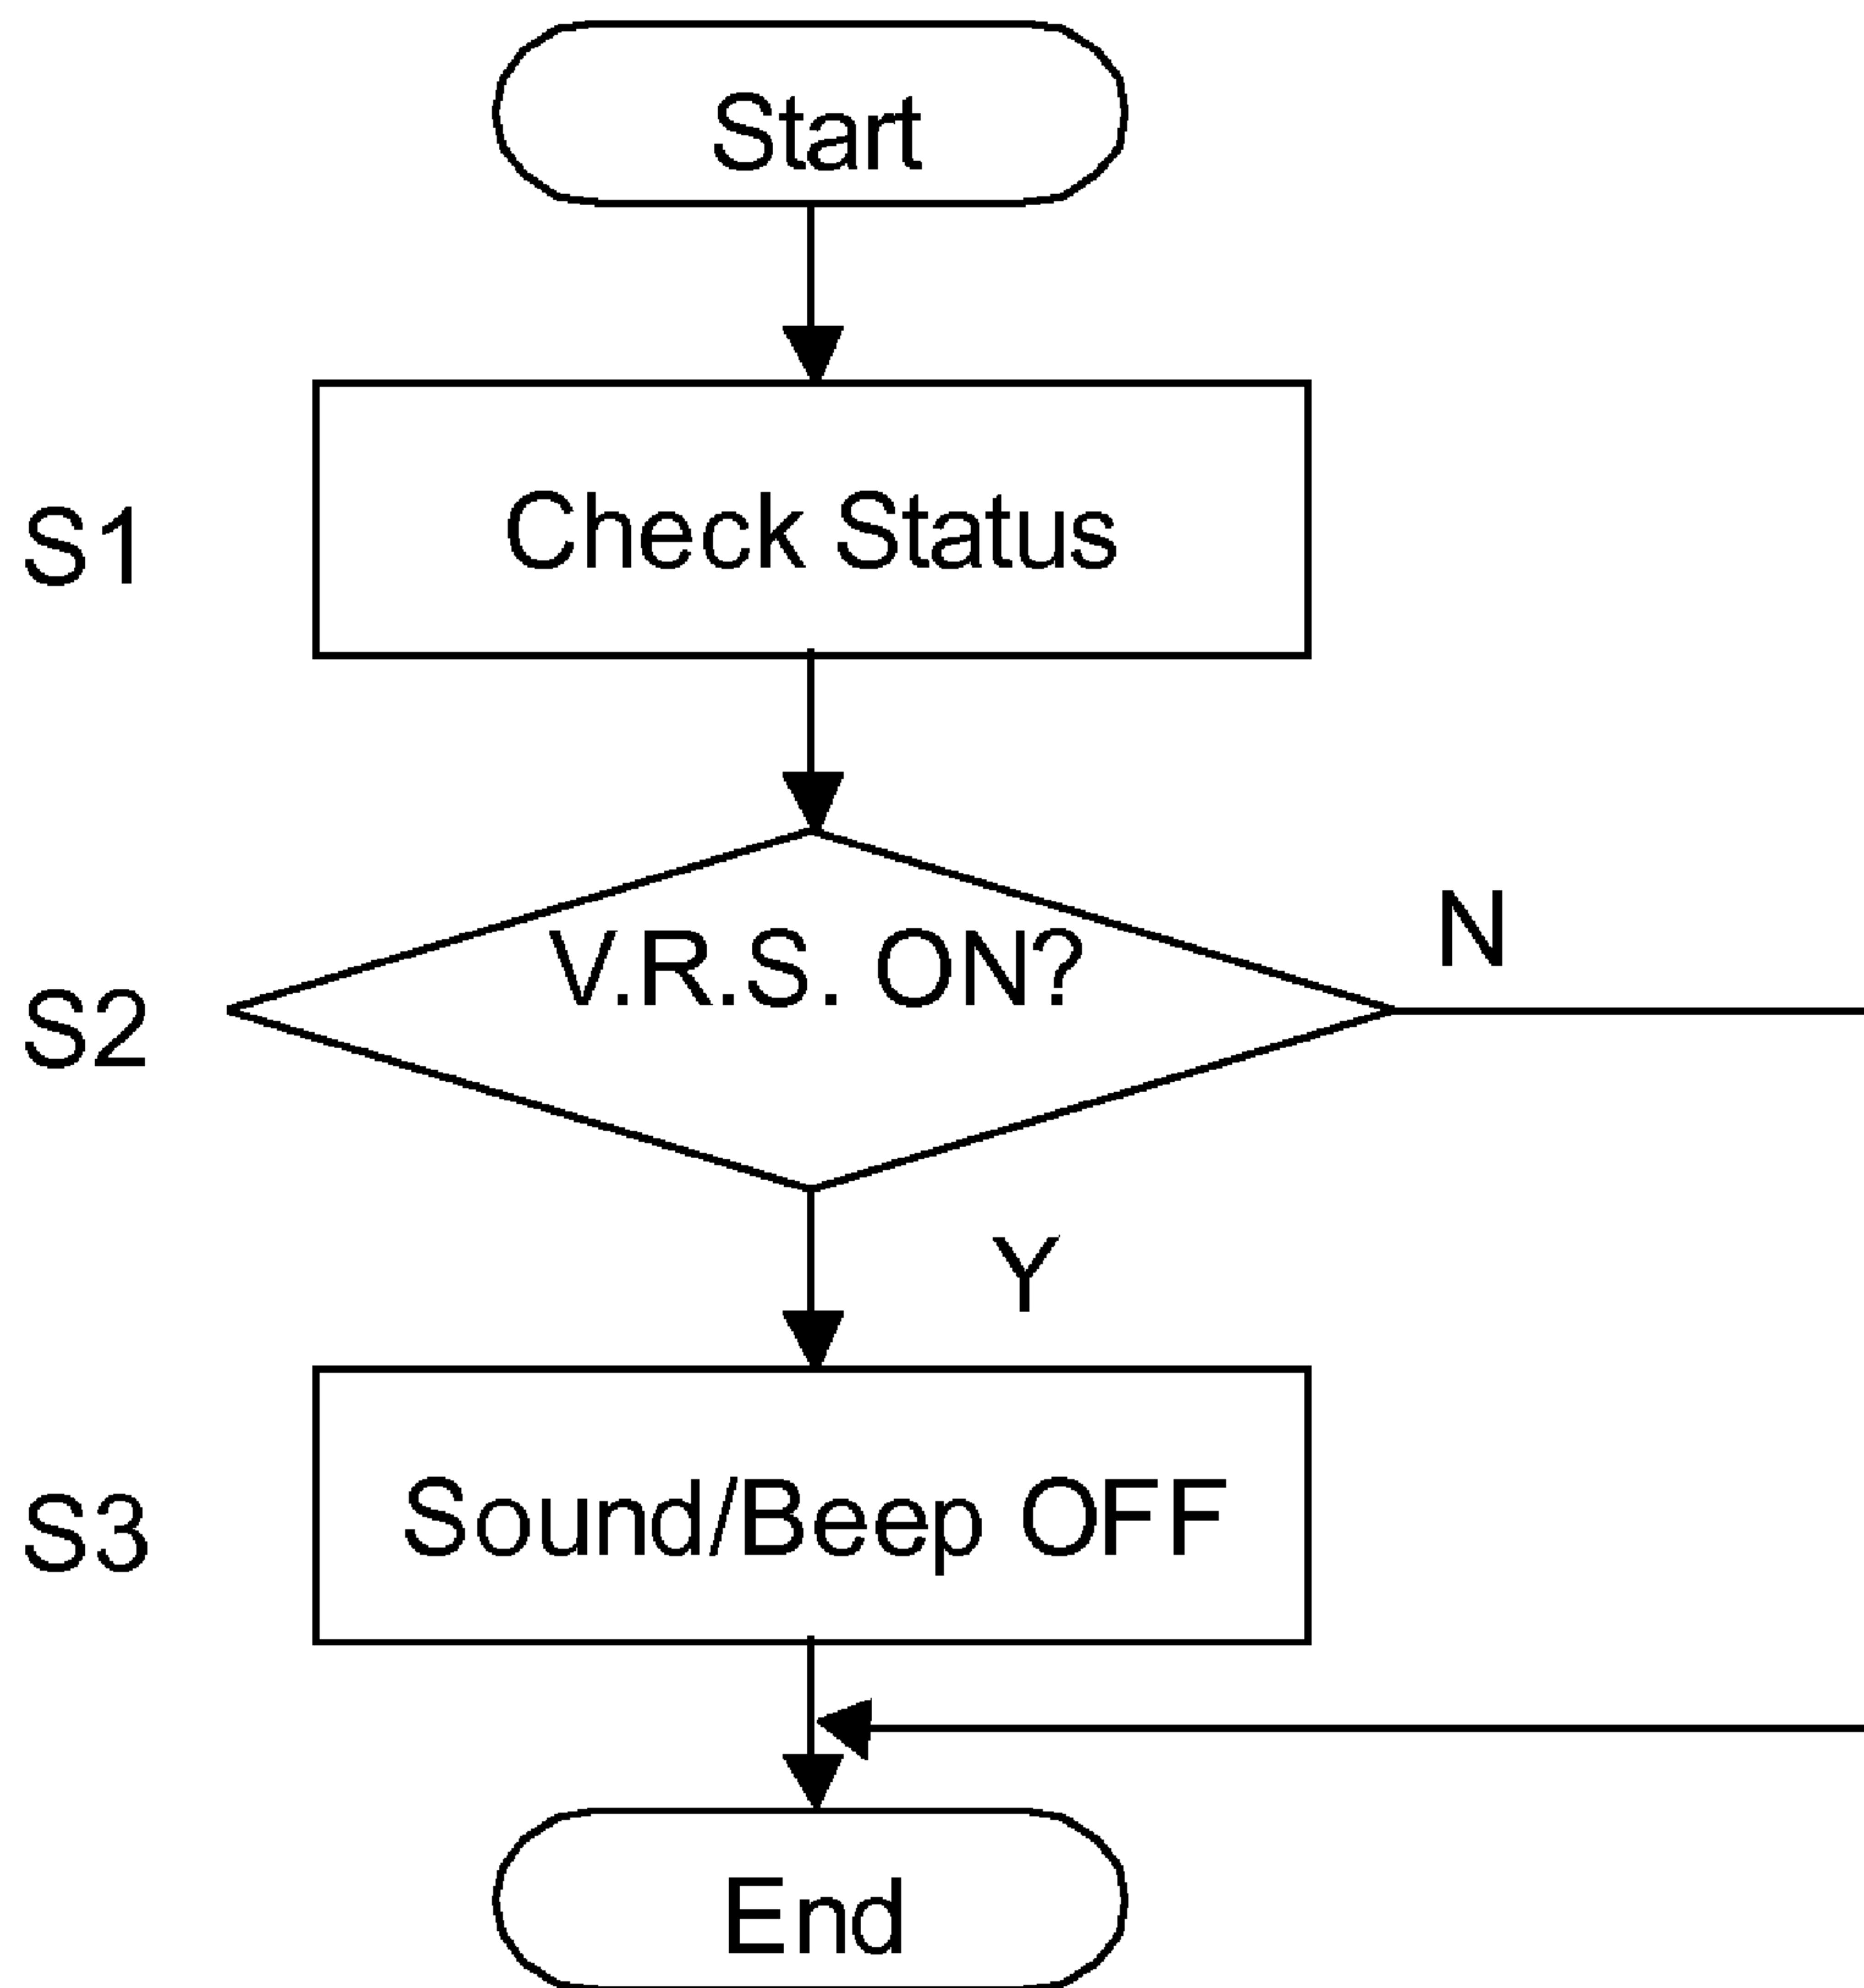 Start
S1
Check Status
V.R.S. ON?
N
S2
Y
S3
Sound/Beep OFF
End